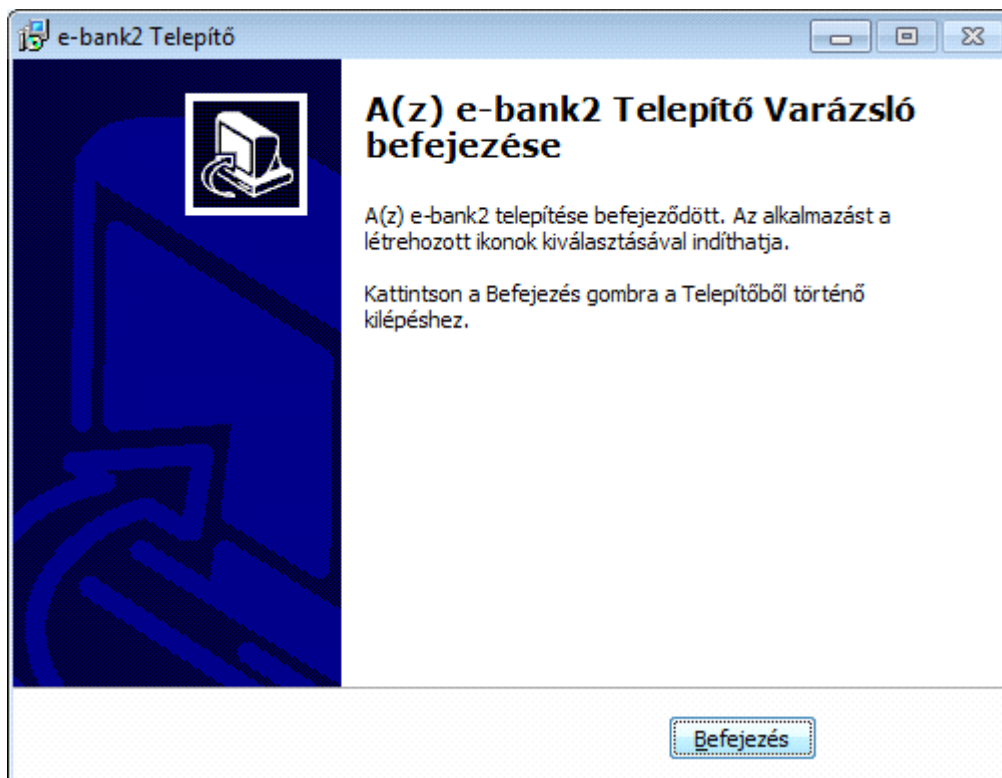 e-bank2 Telepítő
A(z) e-bank2 Telepítő Varázsló
befejezése
A(z) e-bank2 telepítése befejeződött. Az alkalmazást a
létrehozott ikonok kiválasztásával indíthatja.
Kattintson a Befejezés gombra a Telepítőből történő
kilépéshez.
Befejezés